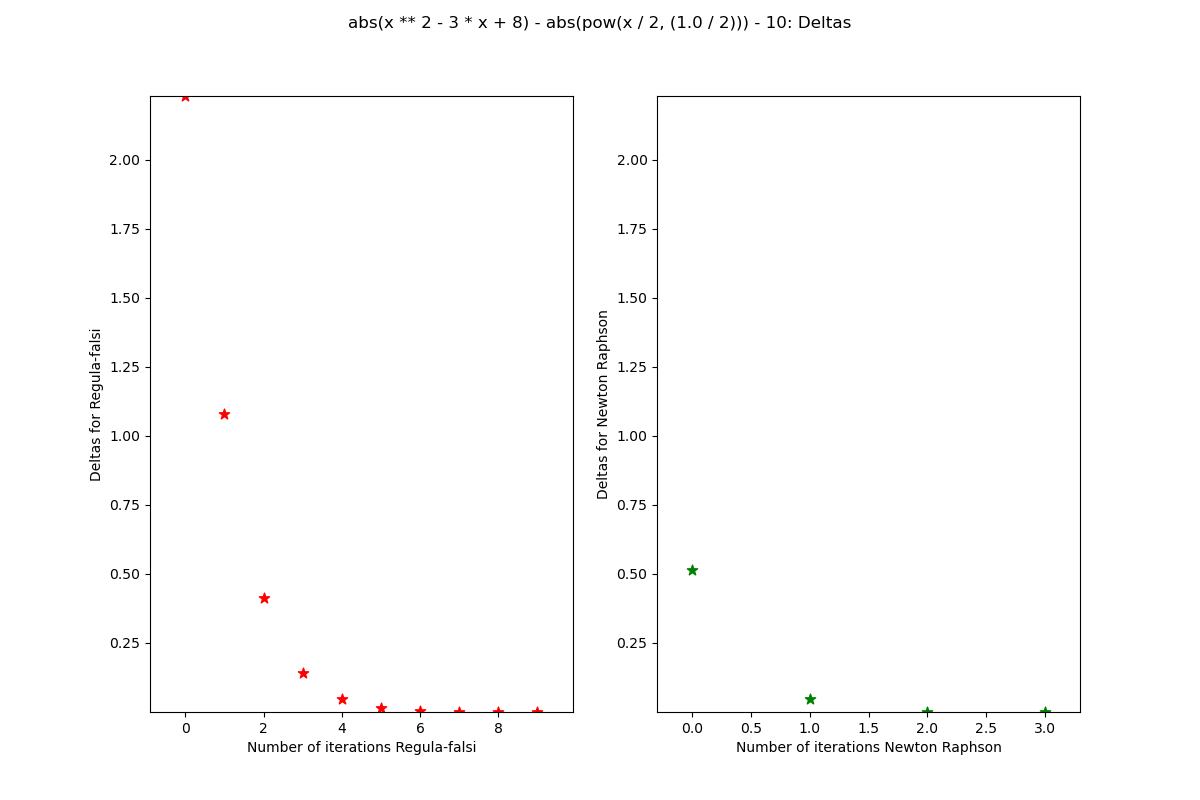 abs(x ** 2 - 3 * x + 8) - abs(pow(x / 2, (1.0 / 2))) - 10: Deltas
Deltas for Regula-falsi
2.00
1.75
1.50
1.25
1.00
0.75
0.50
0.25
0 2 4 6 8
Number of iterations Regula-falsi
Deltas for Newton Raphson
2.00
1.75
1.50
1.25
1.00
0.75
0.50
0.25
0.0 0.5 1.0 1.5 2.0 2.5 3.0
Number of iterations Newton Raphson